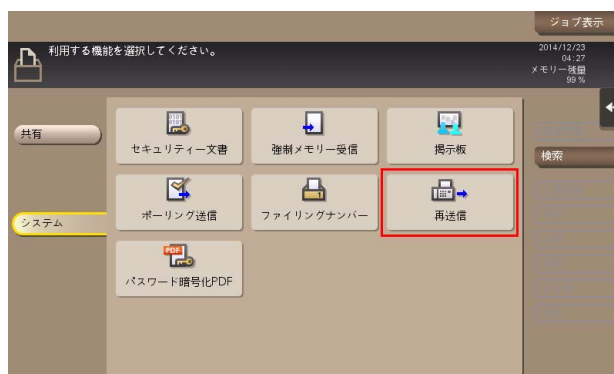 ジョブ表示
利用する機能を選択してください。
2014/12/23
04:27
メモリー残量
99 %
共有
システム
セキュリティー文書
強制メモリー受信
掲示板
ポーリング送信
ファイリングナンバー
再送信
PDF
パスワード暗号化PDF
検索